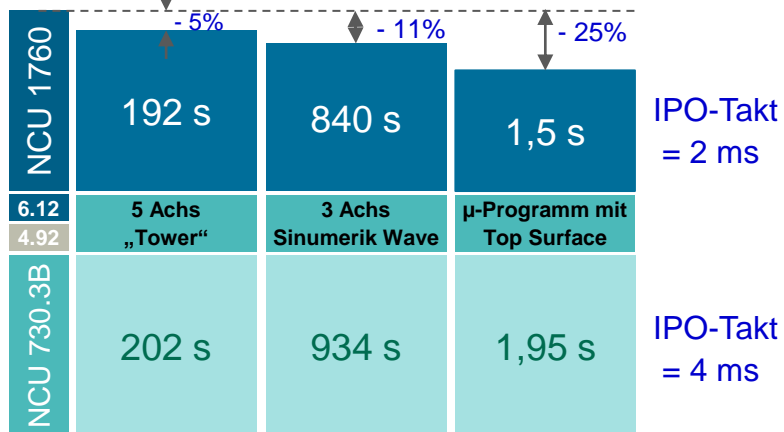 - 5%
- 11%
- 25%
NCU 1760
192 s
840 s
1,5 s
IPO-Takt
= 2 ms
6.12
4.92
5 Achs
„Tower“
3 Achs
Sinumerik Wave
µ-Programm mit
Top Surface
NCU 730.3B
202 s
934 s
1,95 s
IPO-Takt
= 4 ms